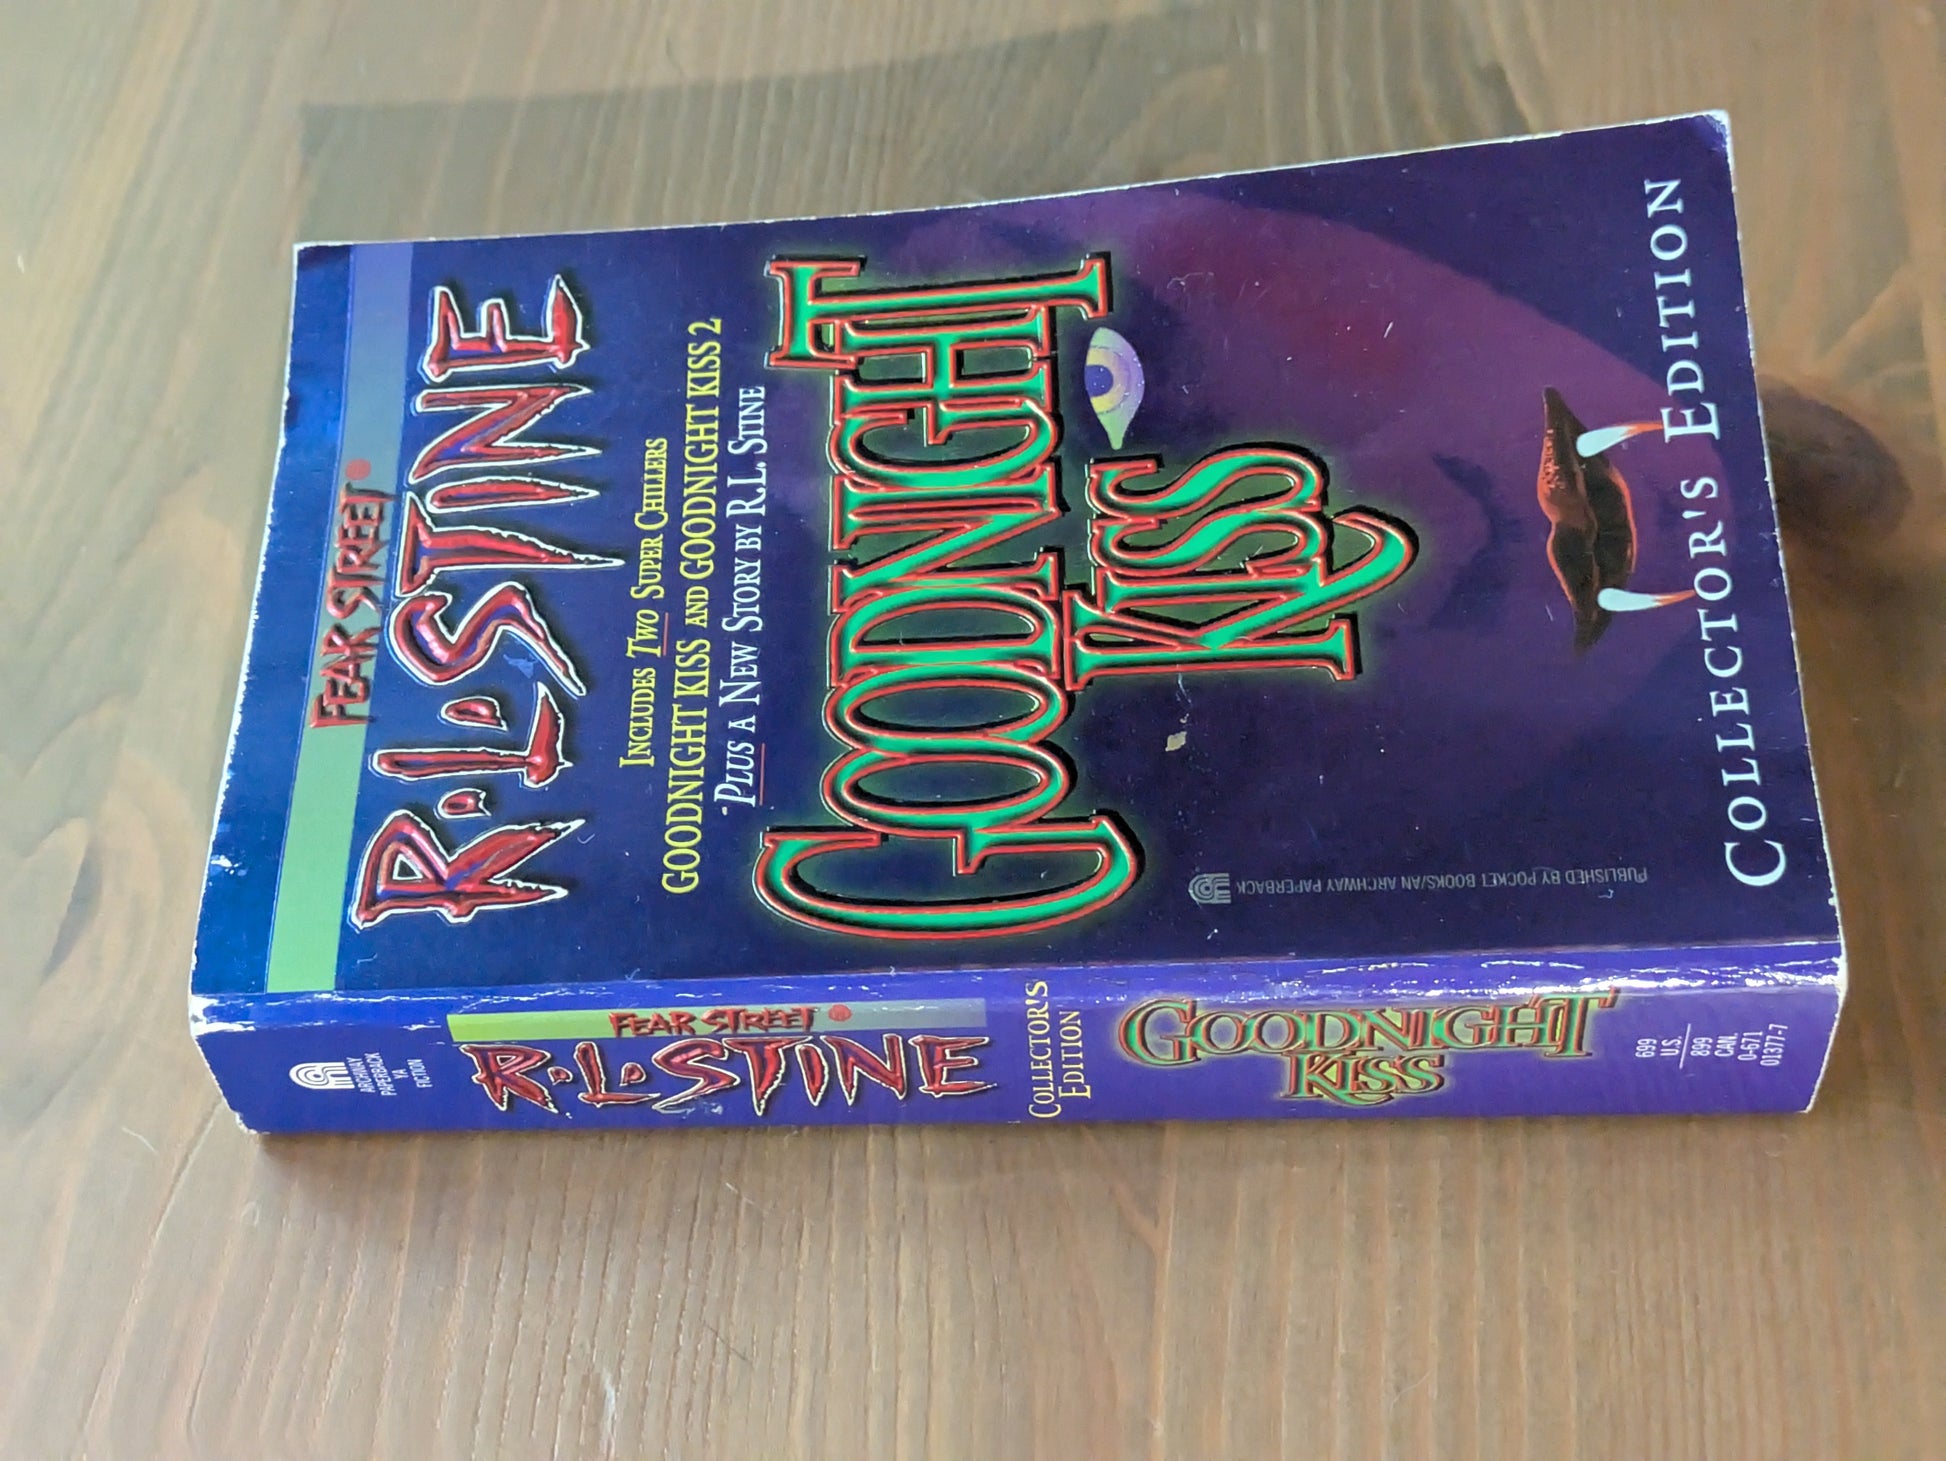 FEAR STREET®
R·L·STINE
INCLUDES TWO SUPER CHILLERS
GOODNIGHT KISS AND GOODNIGHT KISS 2
-PLUS A NEW STORY BY R.L. STINE
GOODNIGHT
KISS
PUBLISHED BY POCKET BOOKS/AN ARCHWAY PAPERBACK
COLLECTOR'S EDITION
ARCHWAY
PAPERBACK
YA
FICTION
FEAR STREET®
R·L·STINE
COLLECTOR'S
EDITION
GOODNIGHT
KISS
699
U.S.
899
CAN.
0-671
01377-7